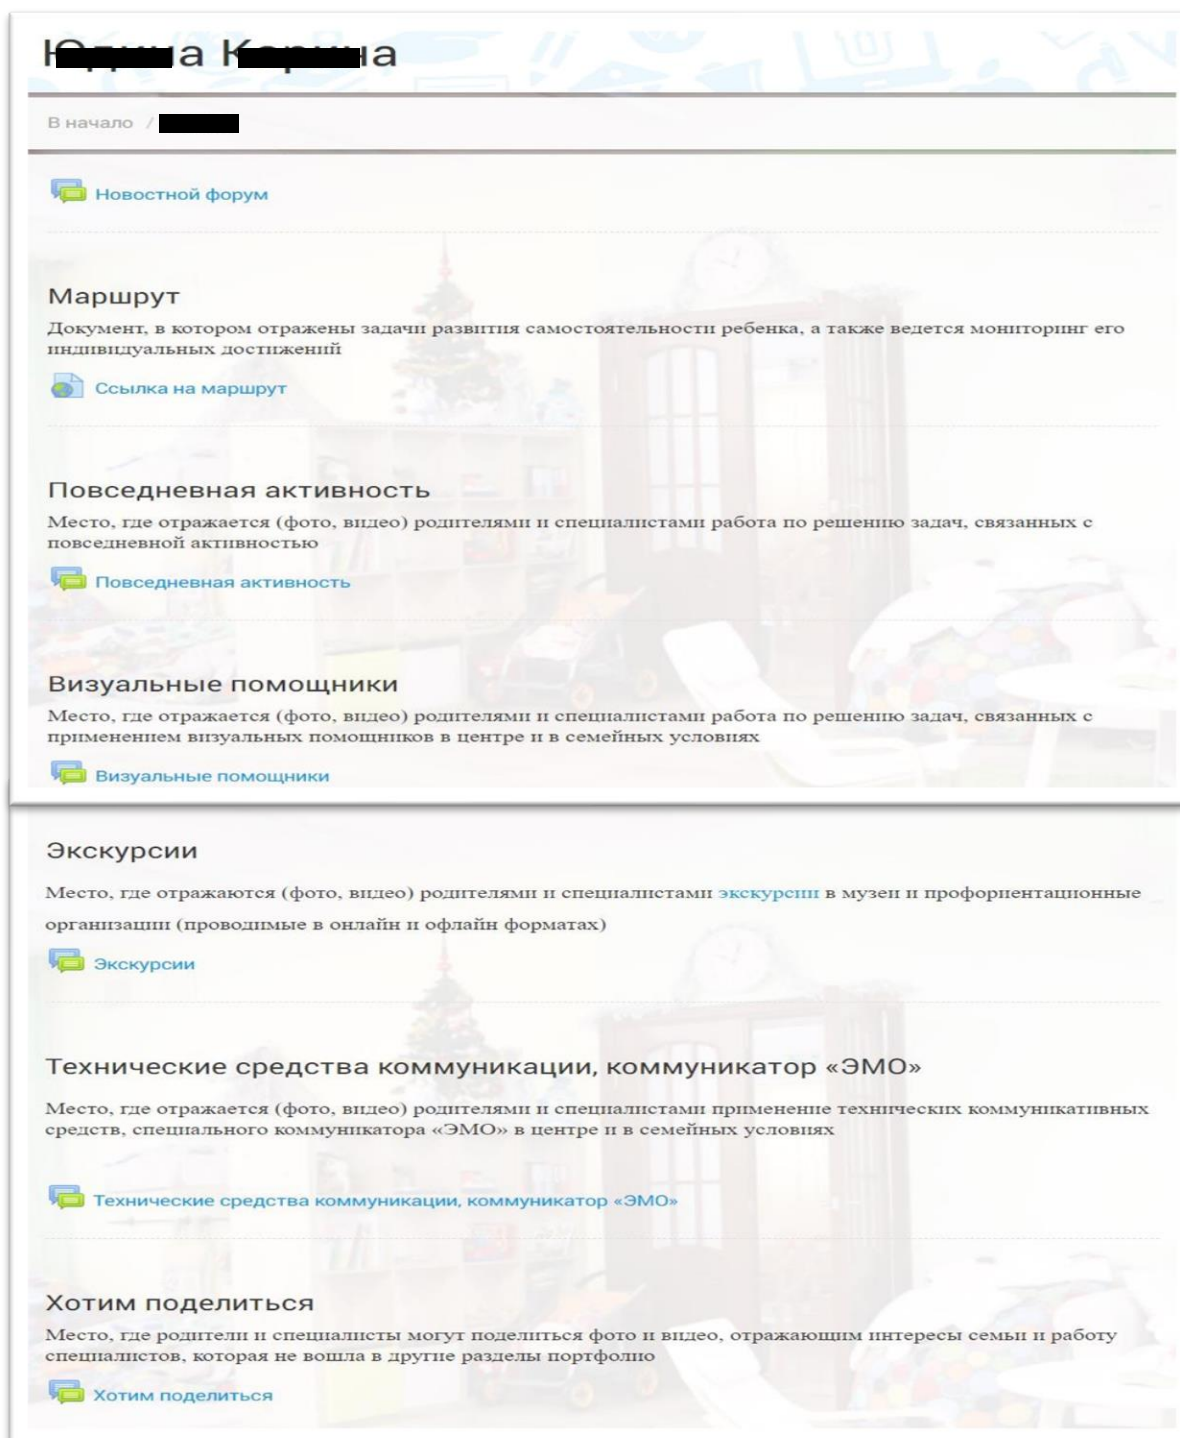 В начало /
Новостной форум
Маршрут
Документ, в котором отражены задачи развития самостоятельности ребенка, а также ведется мониторинг его
индивидуальных достижений
Ссылка на маршрут
Повседневная активность
Место, где отражается (фото, видео) родителями и специалистами работа по решению задач, связанных с
повседневной активностью
Повседневная активность
Визуальные помощники
Место, где отражается (фото, видео) родителями и специалистами работа по решению задач, связанных с
применением визуальных помощников в центре и в семейных условиях
Визуальные помощники
Экскурсии
Место, где отражаются (фото, видео) родителями и специалистами экскурсии в музеи и профориентационные
организации (проводимые в онлайн и офлайн форматах)
Экскурсии
Технические средства коммуникации, коммуникатор «ЭМО»
Место, где отражается (фото, видео) родителями и специалистами применение технических коммуникативных
средств, специального коммуникатора «ЭМО» в центре и в семейных условиях
Технические средства коммуникации, коммуникатор «ЭМО»
Хотим поделиться
Место, где родители и специалисты могут поделиться фото и видео, отражающим интересы семьи и работу
специалистов, которая не вошла в другие разделы портфолио
Хотим поделиться